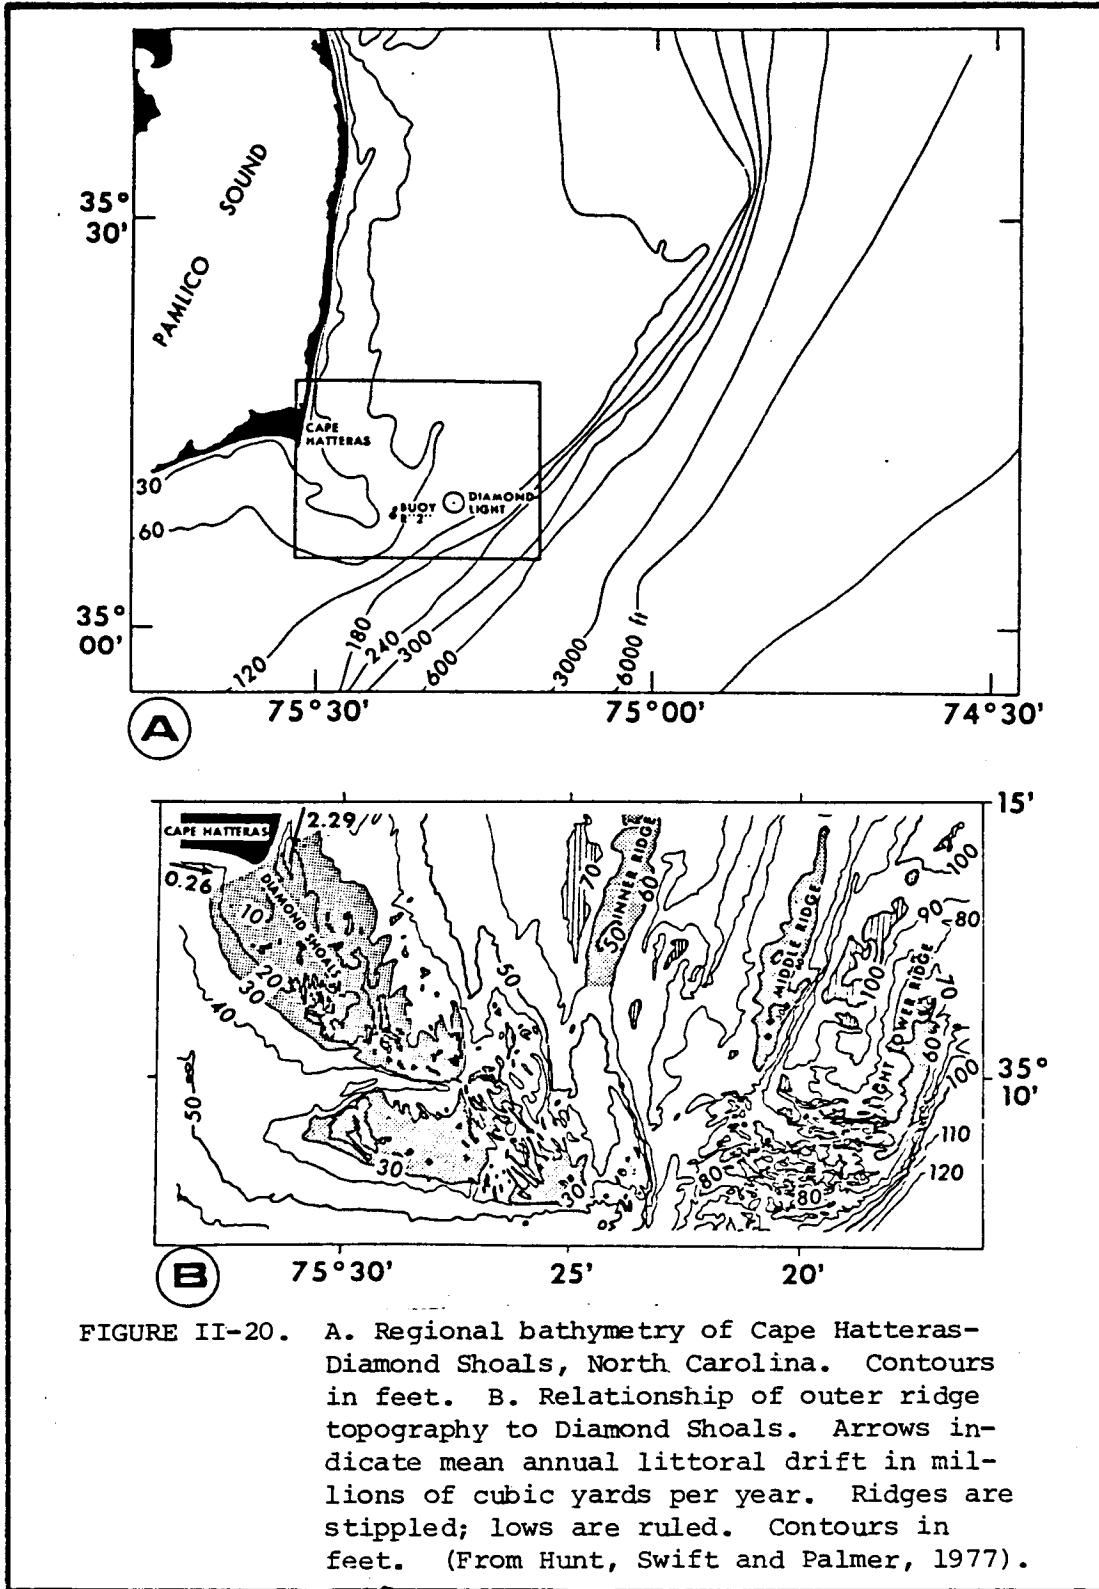 PAMLICO SOUND
35°
30'
CAPE
HATTERAS
BUOY
R "2"
DIAMOND
LIGHT
30
60
35°
00'
120
180
240
300
600
3000
6000 ft
75°30'
75°00'
74°30'
A
CAPE HATTERAS
2.29
0.26
DIAMOND SHOALS
10
20
30
40
50
30
30
50
70
INNER RIDGE
50
60
MIDDLE RIDGE
100
90
80
100
LIGHT TOWER RIDGE
70
60
100
110
120
80
80
15'
35°
10'
75°30'
25'
20'
B
FIGURE II-20. A. Regional bathymetry of Cape Hatteras-
Diamond Shoals, North Carolina. Contours
in feet. B. Relationship of outer ridge
topography to Diamond Shoals. Arrows in-
dicate mean annual littoral drift in mil-
lions of cubic yards per year. Ridges are
stippled; lows are ruled. Contours in
feet. (From Hunt, Swift and Palmer, 1977).